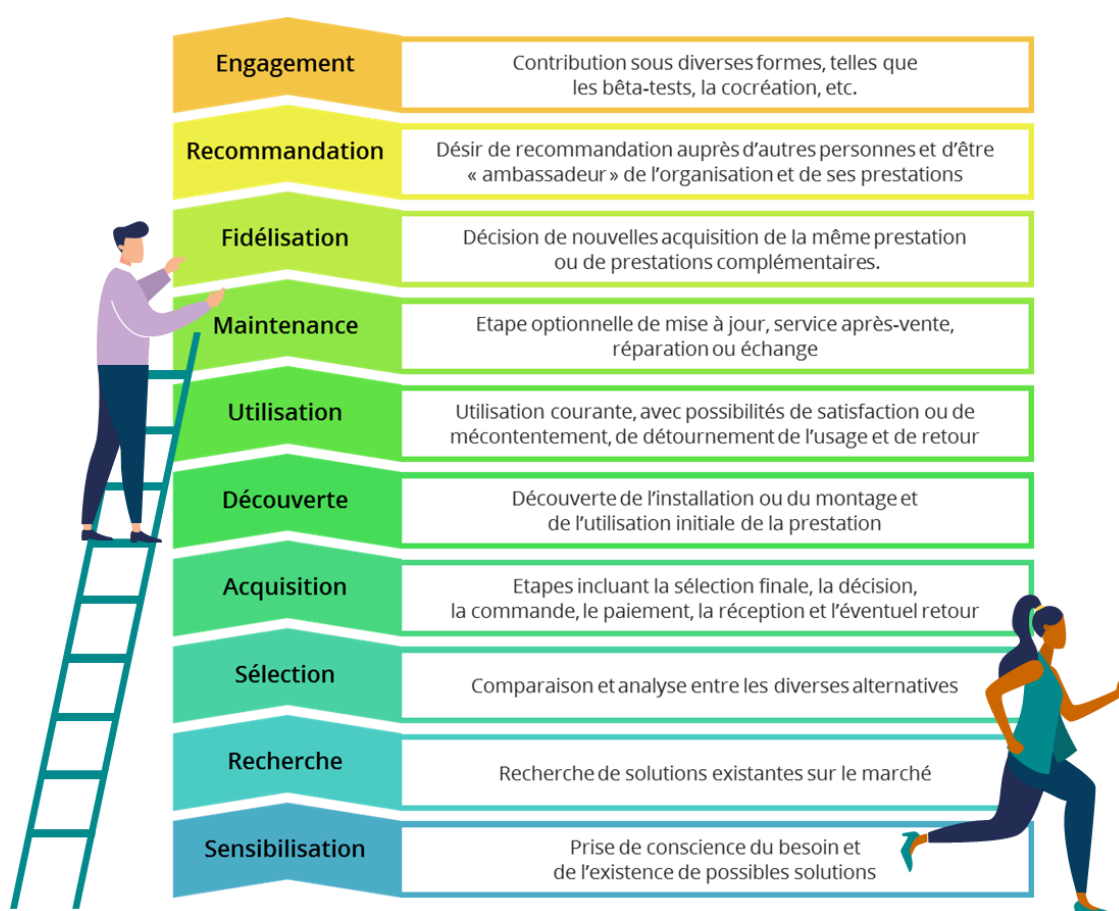 Engagement
Contribution sous diverses formes, telles que
les bêta-tests, la cocréation, etc.
Recommandation
Désir de recommandation auprès d'autres personnes et d'être
« ambassadeur » de l'organisation et de ses prestations
Fidélisation
Décision de nouvelles acquisition de la même prestation
ou de prestations complémentaires.
Maintenance
Etape optionnelle de mise à jour, service après-vente,
réparation ou échange
Utilisation
Utilisation courante, avec possibilités de satisfaction ou de
mécontentement, de détournement de l'usage et de retour
Découverte
Découverte de l'installation ou du montage et
de l'utilisation initiale de la prestation
Acquisition
Etapes incluant la sélection finale, la décision,
la commande, le paiement, la réception et l'éventuel retour
Sélection
Comparaison et analyse entre les diverses alternatives
Recherche
Recherche de solutions existantes sur le marché
Sensibilisation
Prise de conscience du besoin et
de l'existence de possibles solutions